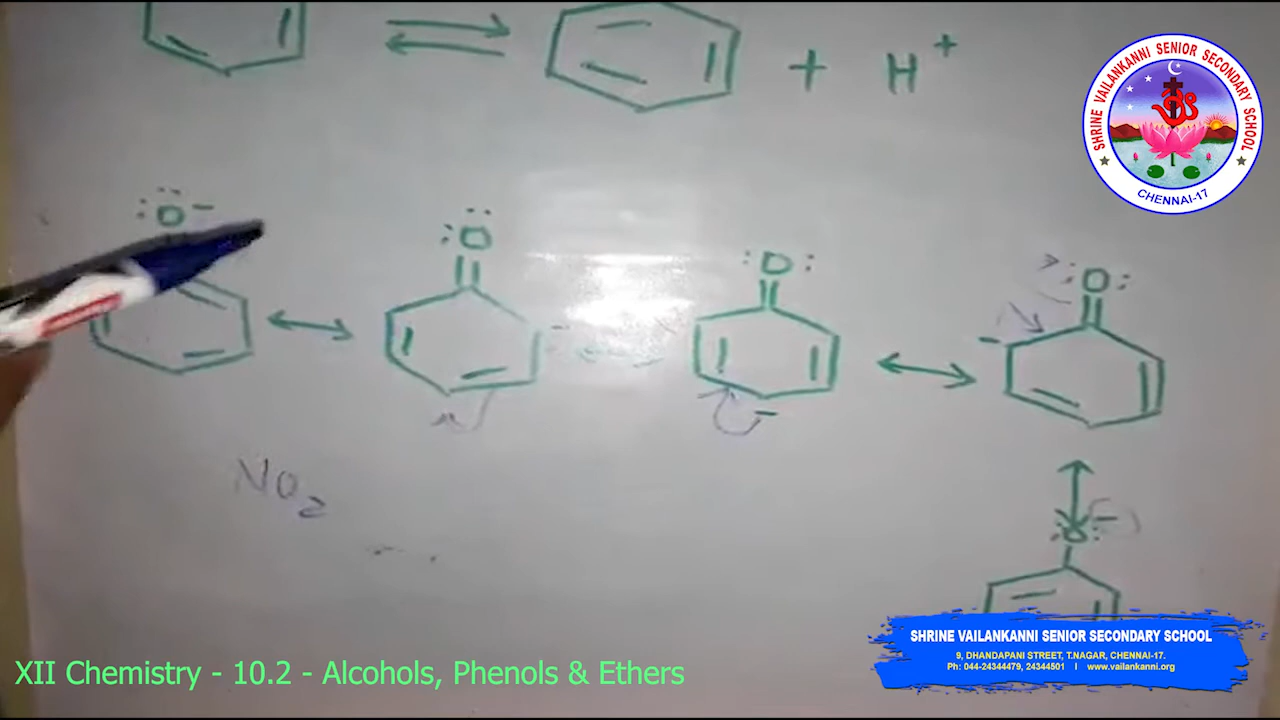 + H+
:O:-
:O:
:O:
:O:
NO2
:O:-
SHRINE VAILANKANNI SENIOR SECONDARY SCHOOL
CHENNAI-17
SHRINE VAILANKANNI SENIOR SECONDARY SCHOOL
9, DHANDAPANI STREET, T.NAGAR, CHENNAI-17.
Ph: 044-24344479, 24344501 I www.vailankanni.org
XII Chemistry - 10.2 - Alcohols, Phenols & Ethers